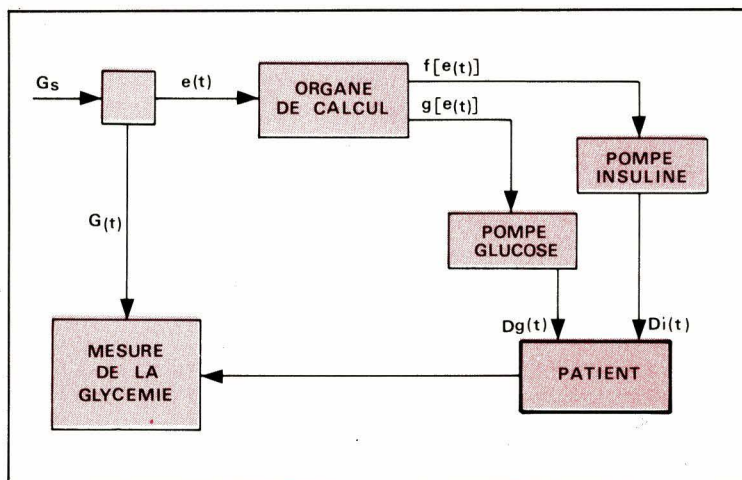 Gs
e(t)
ORGANE
DE CALCUL
f[e(t)]
g[e(t)]
POMPE
INSULINE
G(t)
POMPE
GLUCOSE
Dg(t)
Di(t)
MESURE
DE LA
GLYCEMIE
PATIENT